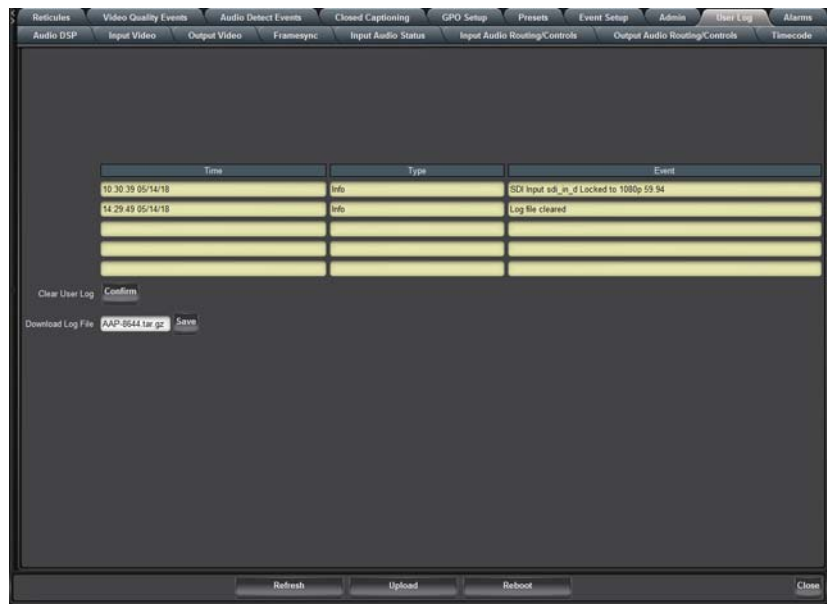 Reticules Video Quality Events Audio Detect Events Closed Captioning GPO Setup Presets Event Setup Admin User Log Alarms
Audio DSP Input Video Output Video Framesync Input Audio Status Input Audio Routing/Controls Output Audio Routing/Controls Timecode
Time Type Event
10:30:39 05/14/18 Info SDI Input sdi_in_d Locked to 1080p 59.94
14:29:49 05/14/18 Info Log file cleared
Clear User Log Confirm
Download Log File AAP-8644.tar.gz Save
Refresh Upload Reboot Close